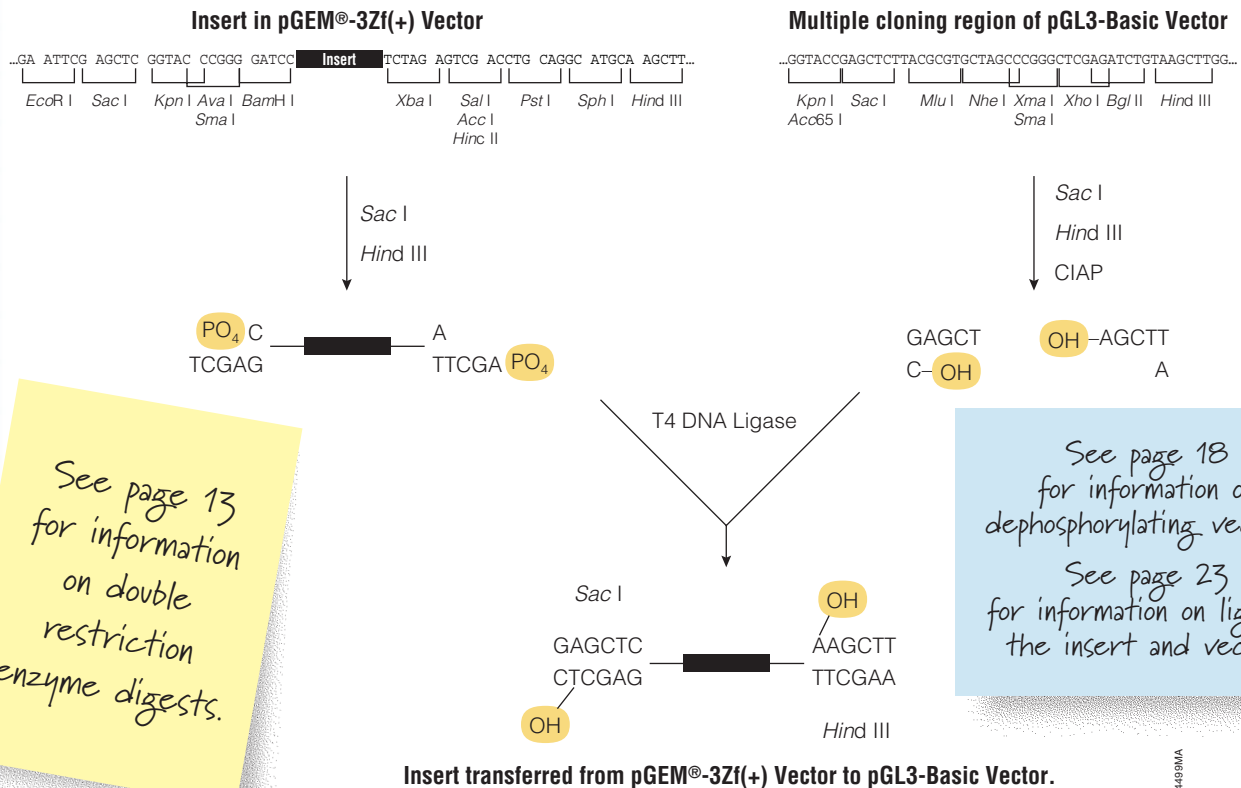 Insert in pGEM®-3Zf(+) Vector
...GA ATTCG AGCTC GGTAC CCGGG GATCC Insert TCTAG AGTCG ACCTG CAGGC ATGCA AGCTT...
EcoR I Sac I Kpn I Ava I BamH I Xba I Sal I Pst I Sph I Hind III
Sma I Acc I
Hinc II
Multiple cloning region of pGL3-Basic Vector
...GGTACCGAGCTCTTACGCGTGCTAGCCCGGGCTCGAGATCTGTAAGCTTGG...
Kpn I Sac I Mlu I Nhe I Xma I Xho I Bgl II Hind III
Acc65 I Sma I
Sac I
Hind III
Sac I
Hind III
CIAP
PO4 C A
TCGAG TTCGA PO4
GAGCT OH–AGCTT
C–OH A
T4 DNA Ligase
See page 13
for information
on double
restriction
enzyme digests.
See page 18
for information
dephosphorylating
See page 23
for information on
the insert and
Sac I OH
GAGCTC AAGCTT
CTCGAG TTCGAA
OH Hind III
Insert transferred from pGEM®-3Zf(+) Vector to pGL3-Basic Vector.
4499MA